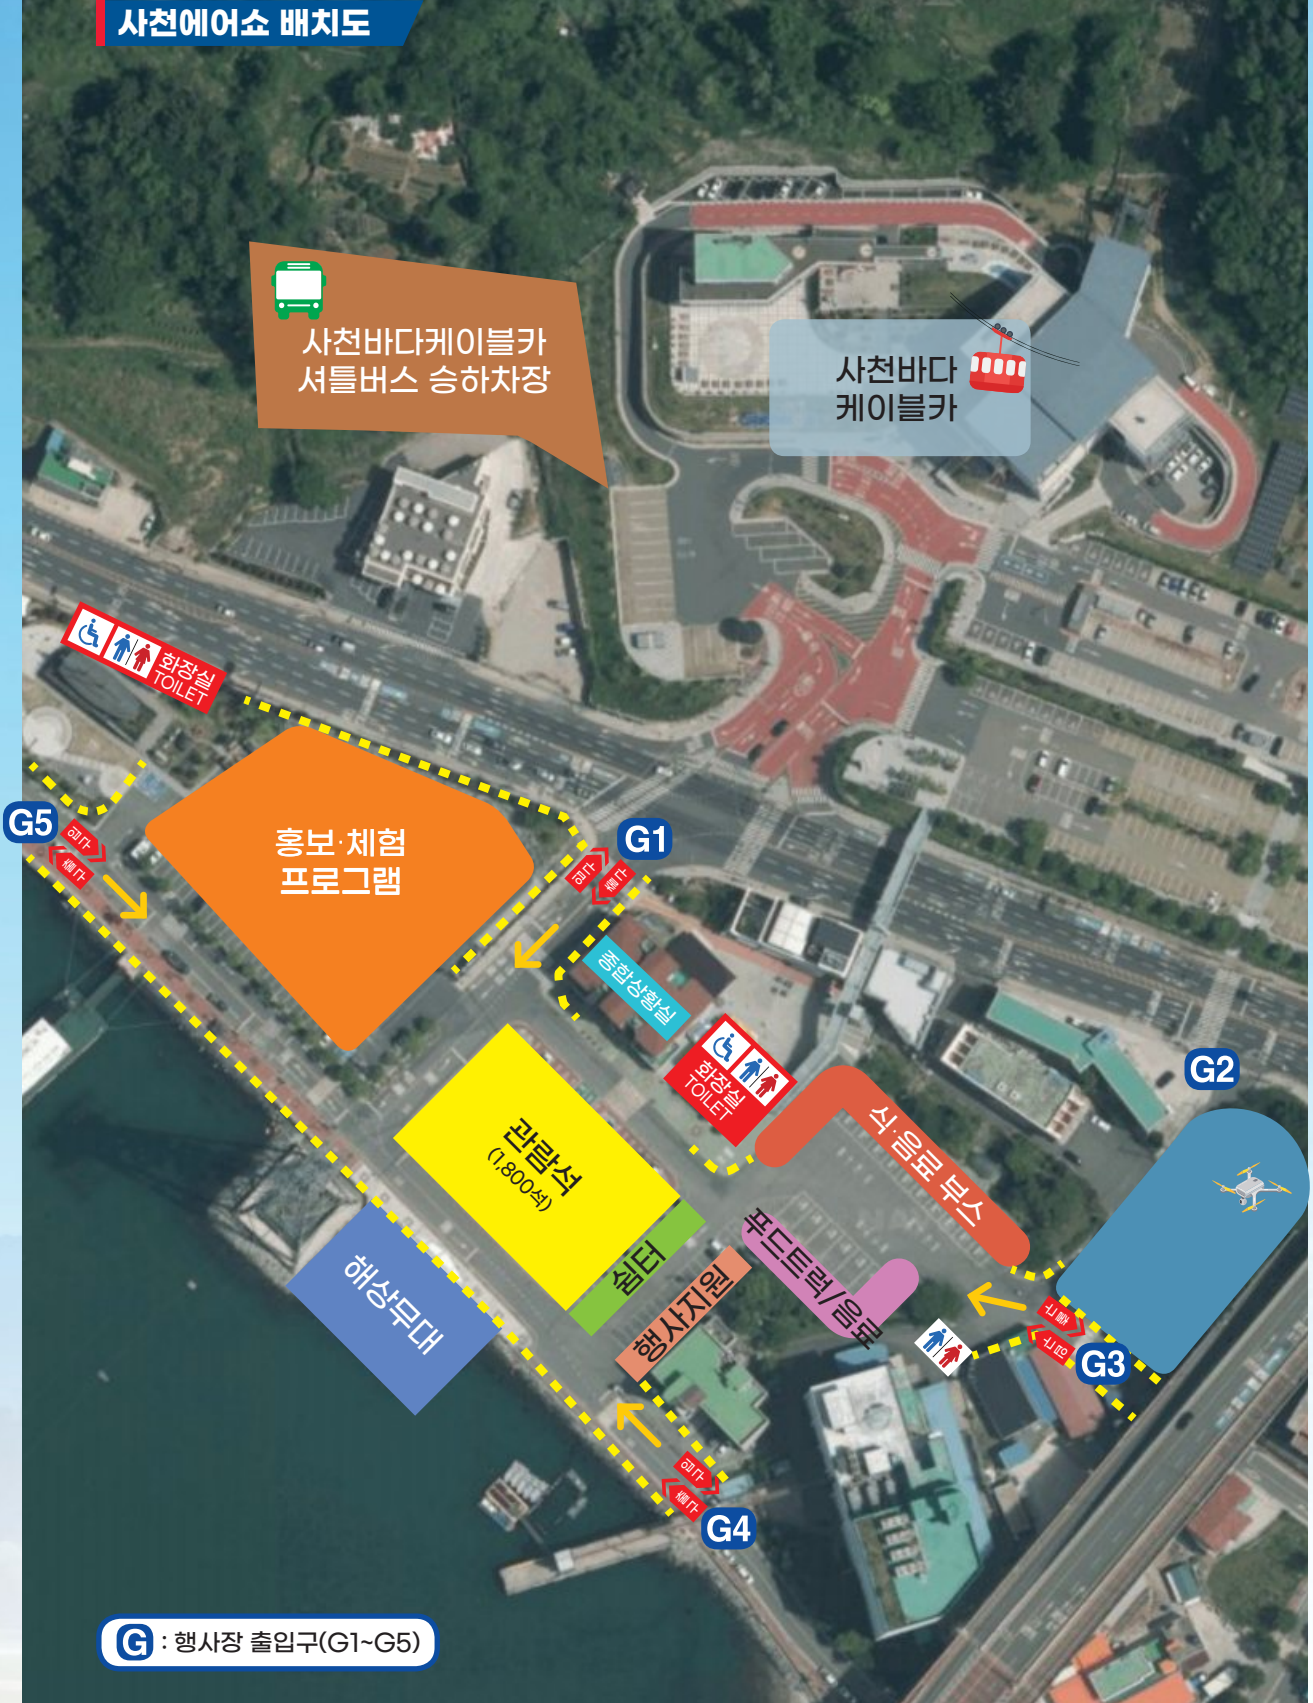 사천에어쇼 배치도
사천바다케이블카
셔틀버스 승하차장
사천바다
케이블카
화장실
TOILET
G5
입구
출구
홍보·체험
프로그램
G1
입구
출구
종합상황실
화장실
TOILET
G2
식·음료 부스
관람석
(1,800석)
쉼터
해상무대
행사지원
푸드트럭/음료
출구
입구
G3
입구
출구
G4
G : 행사장 출입구(G1~G5)